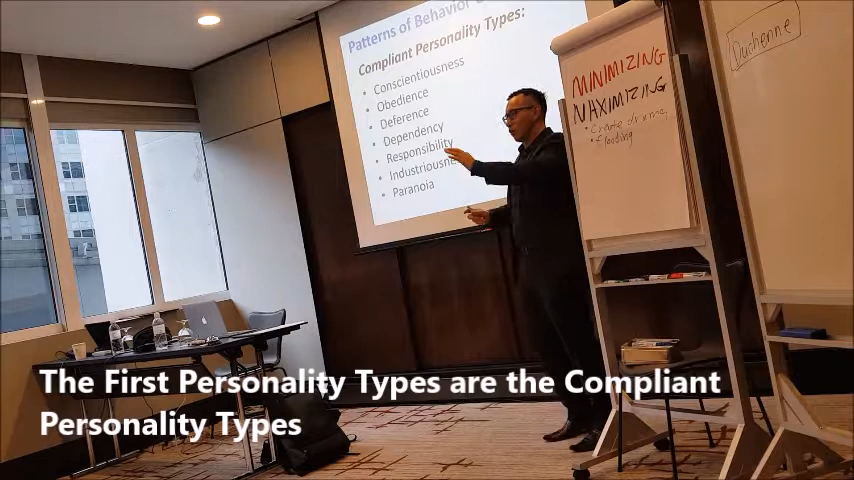 Patterns of Behavior
Compliant Personality Types:
• Conscientiousness
• Obedience
• Deference
• Dependency
• Responsibility
• Industriousne
• Paranoia
MINIMIZING
MAXIMIZING
• Create drama,
• flooding
Duchenne
The First Personality Types are the Compliant
Personality Types